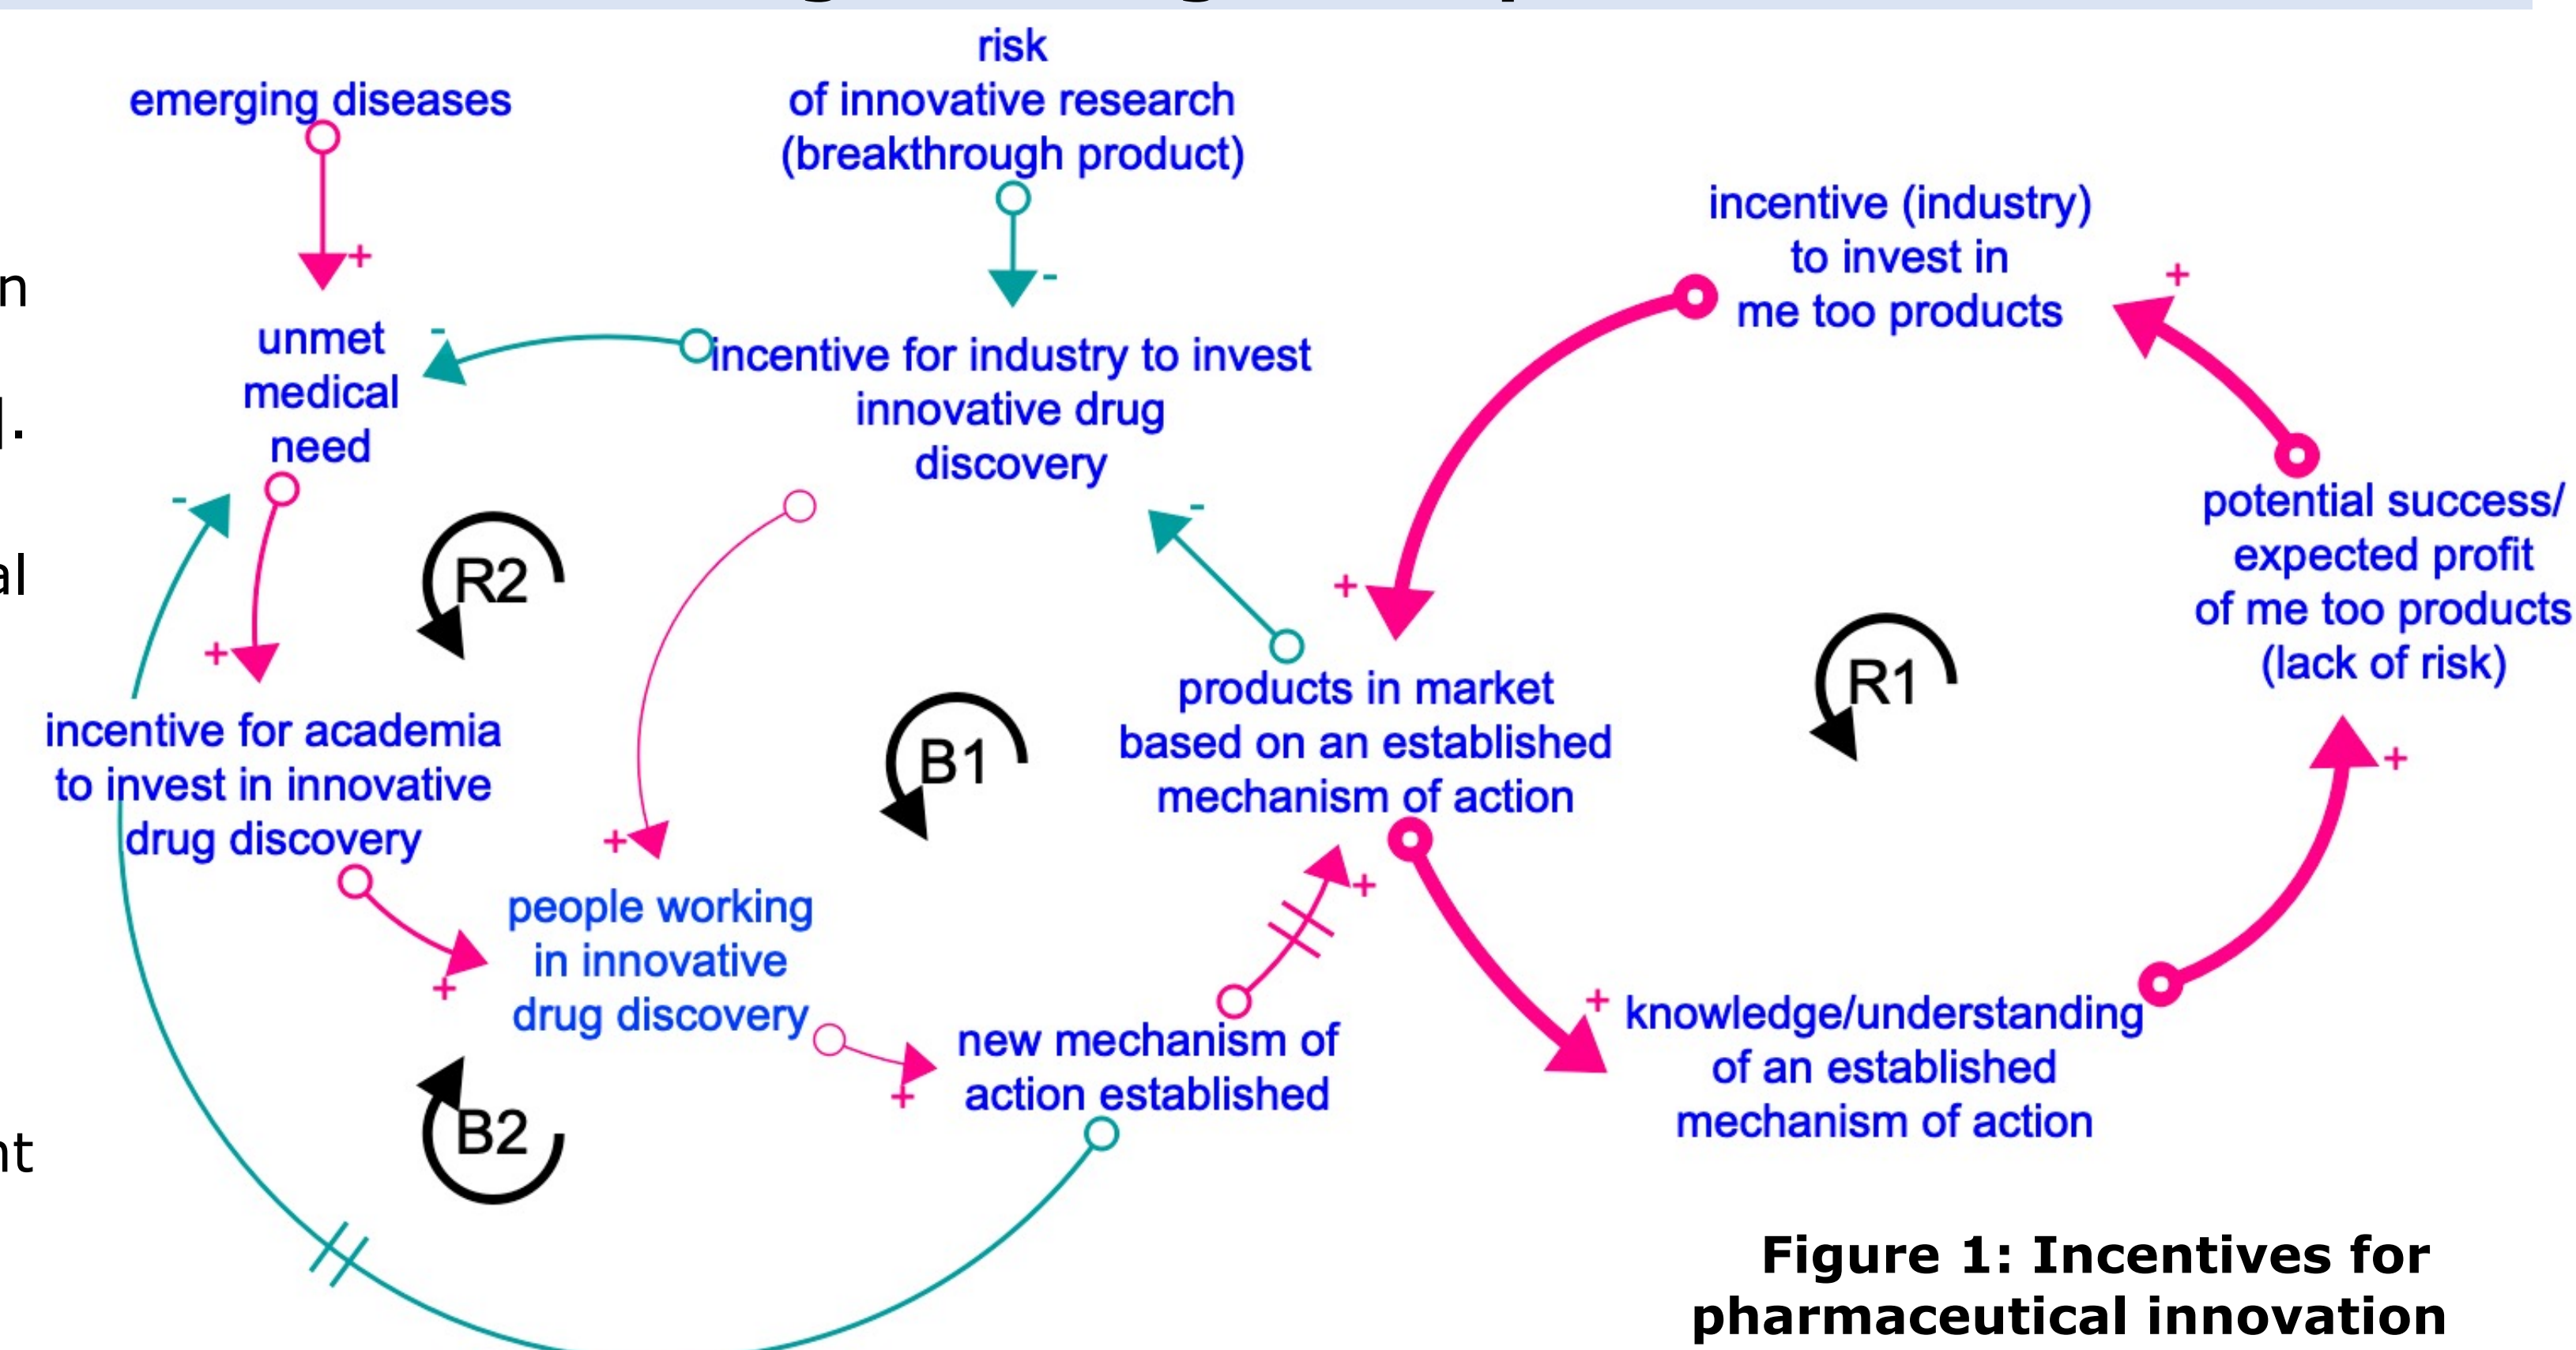 risk
of innovative research
(breakthrough product)
emerging diseases
+
-
incentive (industry)
to invest in
me too products
+
unmet
medical
need
-
incentive for industry to invest
innovative drug
discovery
-
-
+
potential success/
expected profit
of me too products
(lack of risk)
R2
+
B1
R1
products in market
based on an established
mechanism of action
+
incentive for academia
to invest in innovative
drug discovery
+
+
people working
in innovative
drug discovery
+
+
new mechanism of
action established
+
knowledge/understanding
of an established
mechanism of action
B2
Figure 1: Incentives for
pharmaceutical innovation